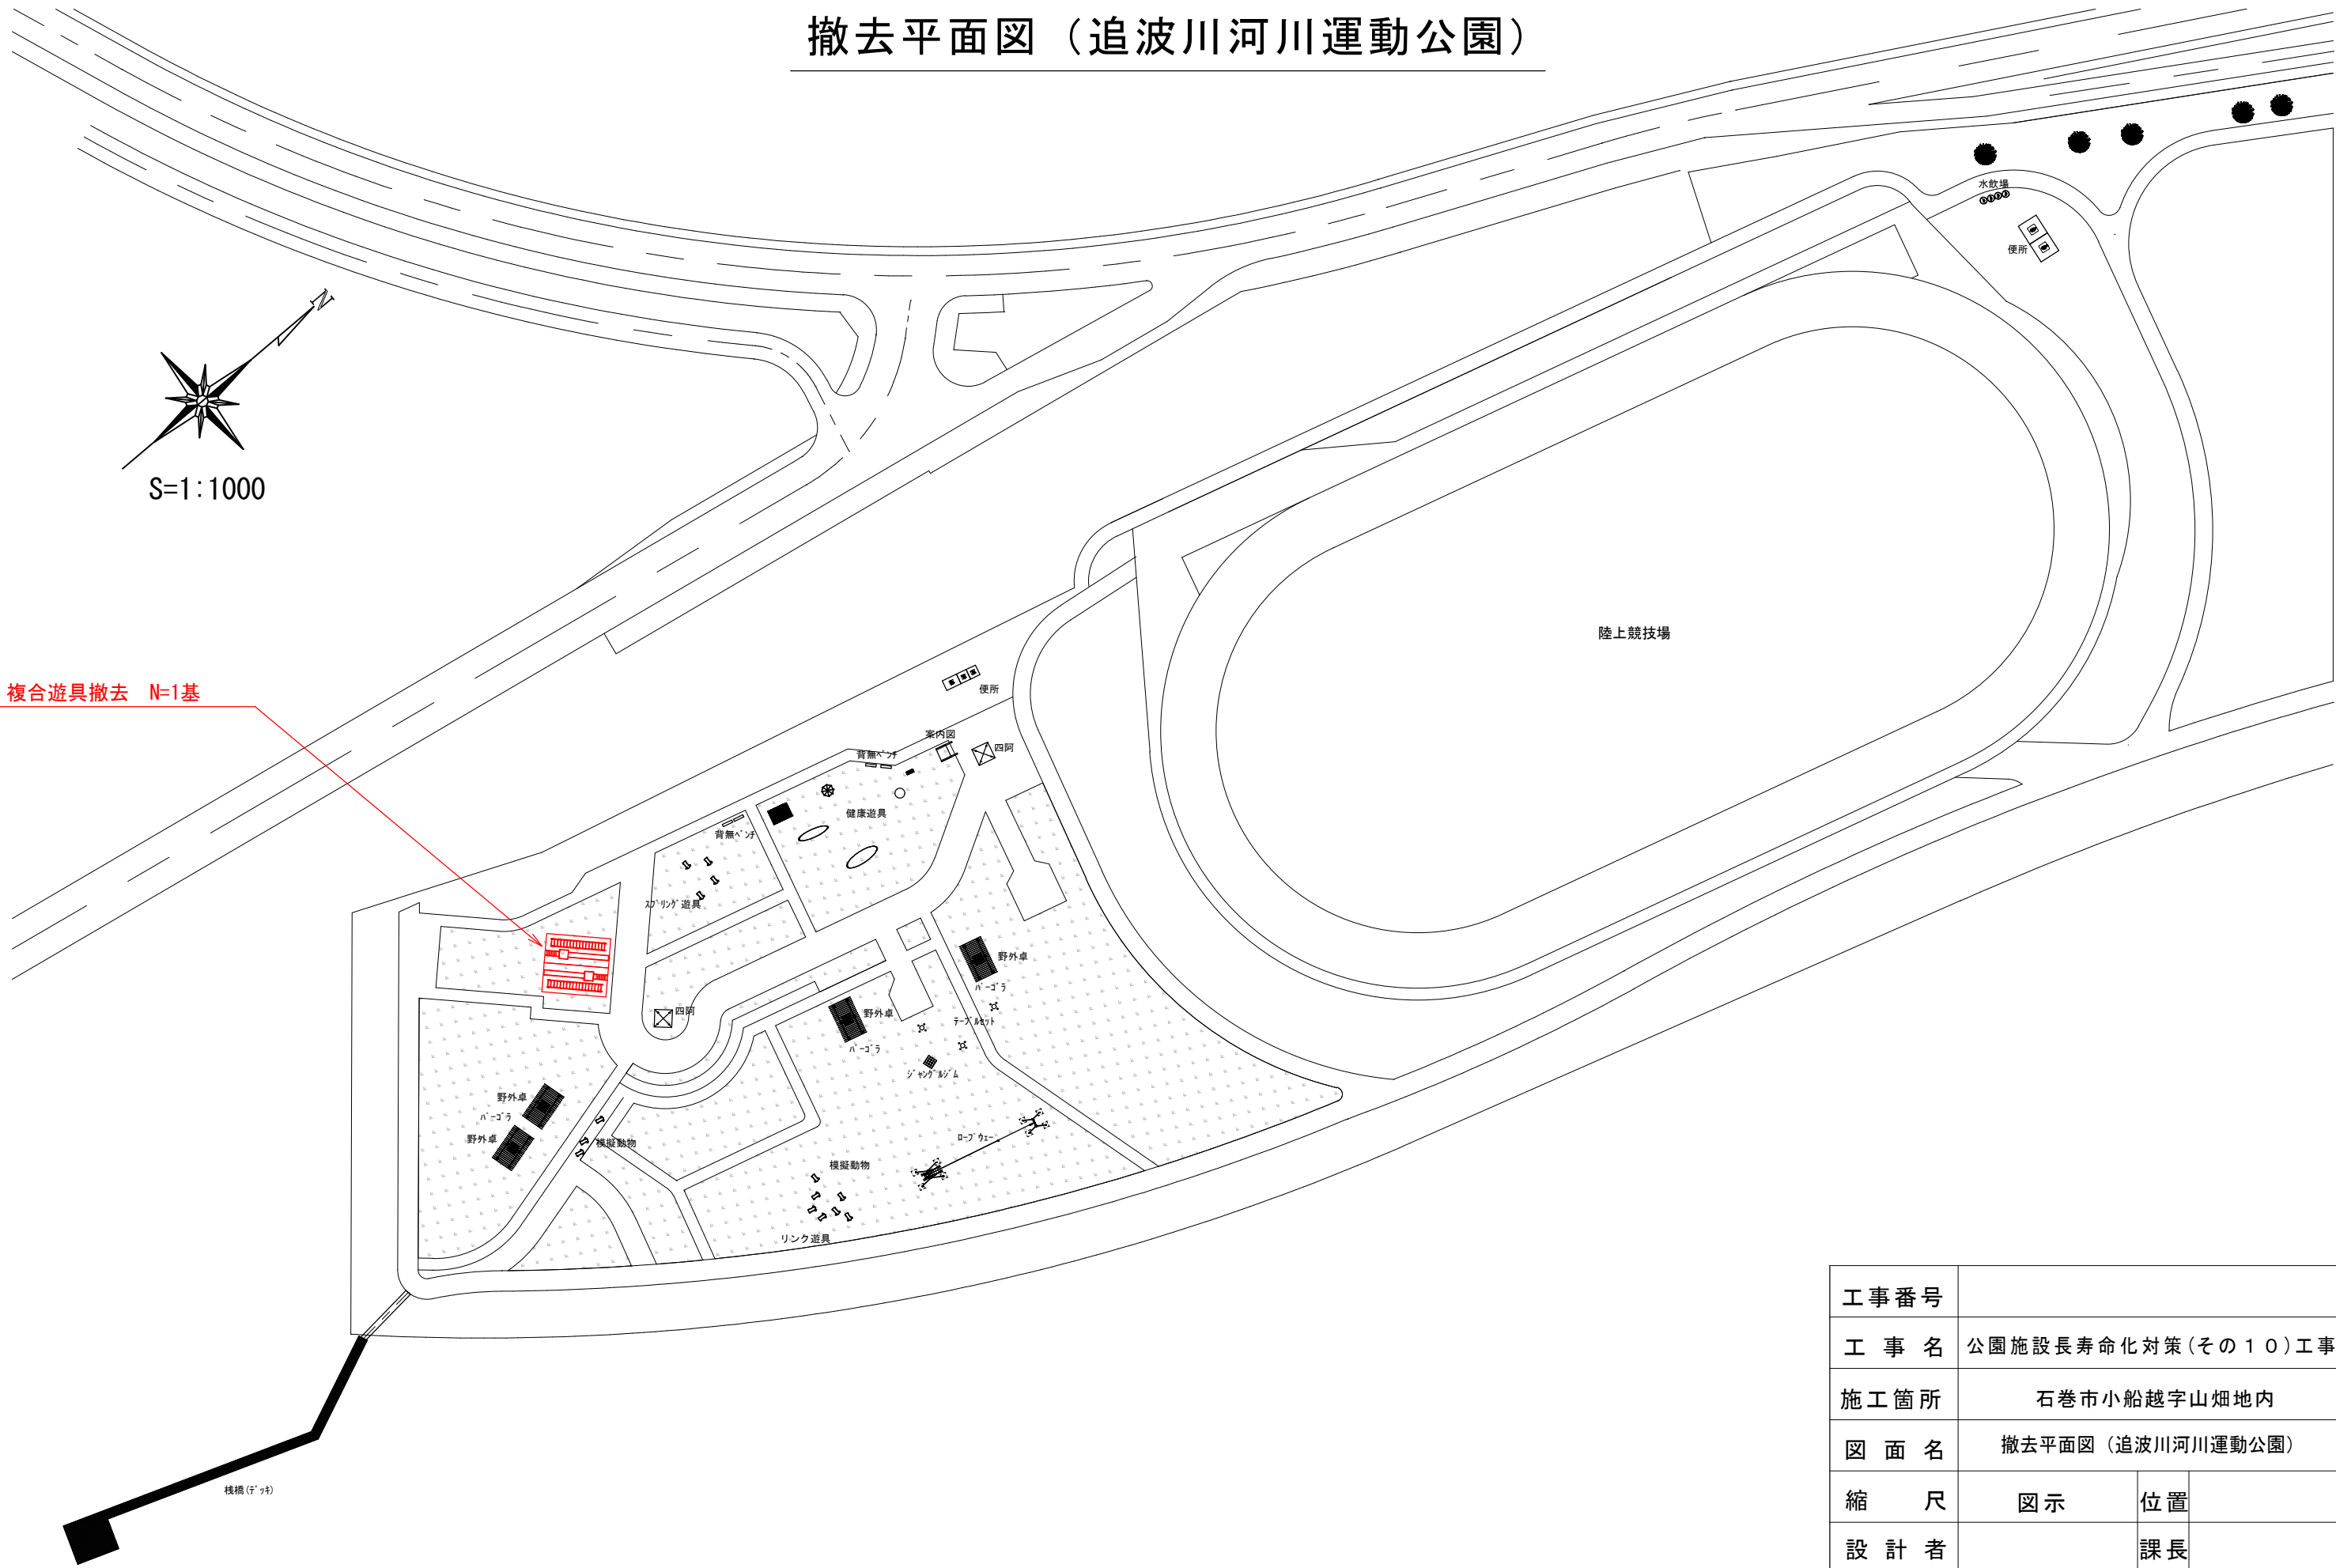 撤去平面図（追波川河川運動公園）
水飲場
便所
N
S=1:1000
陸上競技場
複合遊具撤去　N=1基
便所
案内図
四阿
背無ベンチ
健康遊具
背無ベンチ
スプリング遊具
野外卓
パーゴラ
四阿
野外卓
テーブルセット
パーゴラ
ジャングルジム
野外卓
パーゴラ
野外卓
模擬動物
ロープウェー
模擬動物
リンク遊具
桟橋(デッキ)
工事番号
工事名　公園施設長寿命化対策(その１０)工事
施工箇所　石巻市小船越字山畑地内
図面名　撤去平面図（追波川河川運動公園）
縮尺　図示　位置
設計者　課長